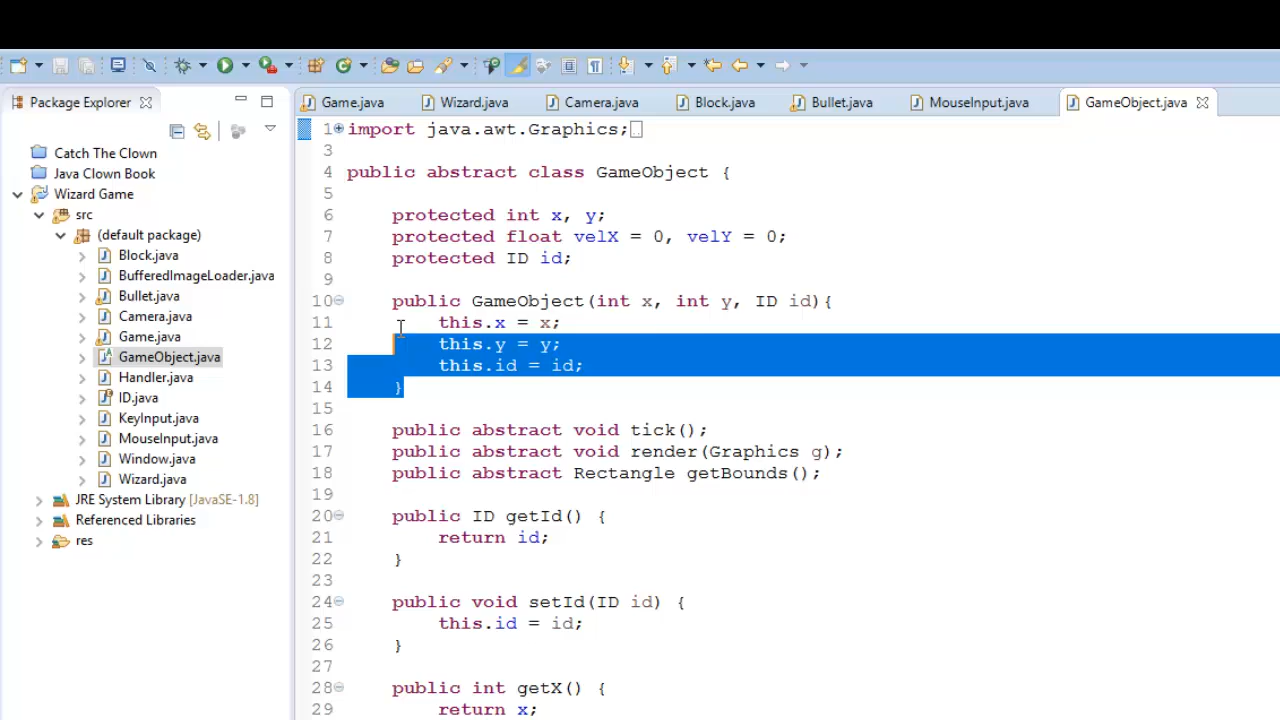 Package Explorer
Catch The Clown
Java Clown Book
Wizard Game
src
(default package)
Block.java
BufferedImageLoader.java
Bullet.java
Camera.java
Game.java
GameObject.java
Handler.java
ID.java
KeyInput.java
MouseInput.java
Window.java
Wizard.java
JRE System Library [JavaSE-1.8]
Referenced Libraries
res
Game.java Wizard.java Camera.java Block.java Bullet.java MouseInput.java GameObject.java
1 import java.awt.Graphics;
3
4 public abstract class GameObject {
5
6 protected int x, y;
7 protected float velX = 0, velY = 0;
8 protected ID id;
9
10 public GameObject(int x, int y, ID id){
11 this.x = x;
12 this.y = y;
13 this.id = id;
14 }
15
16 public abstract void tick();
17 public abstract void render(Graphics g);
18 public abstract Rectangle getBounds();
19
20 public ID getId() {
21 return id;
22 }
23
24 public void setId(ID id) {
25 this.id = id;
26 }
27
28 public int getX() {
29 return x;